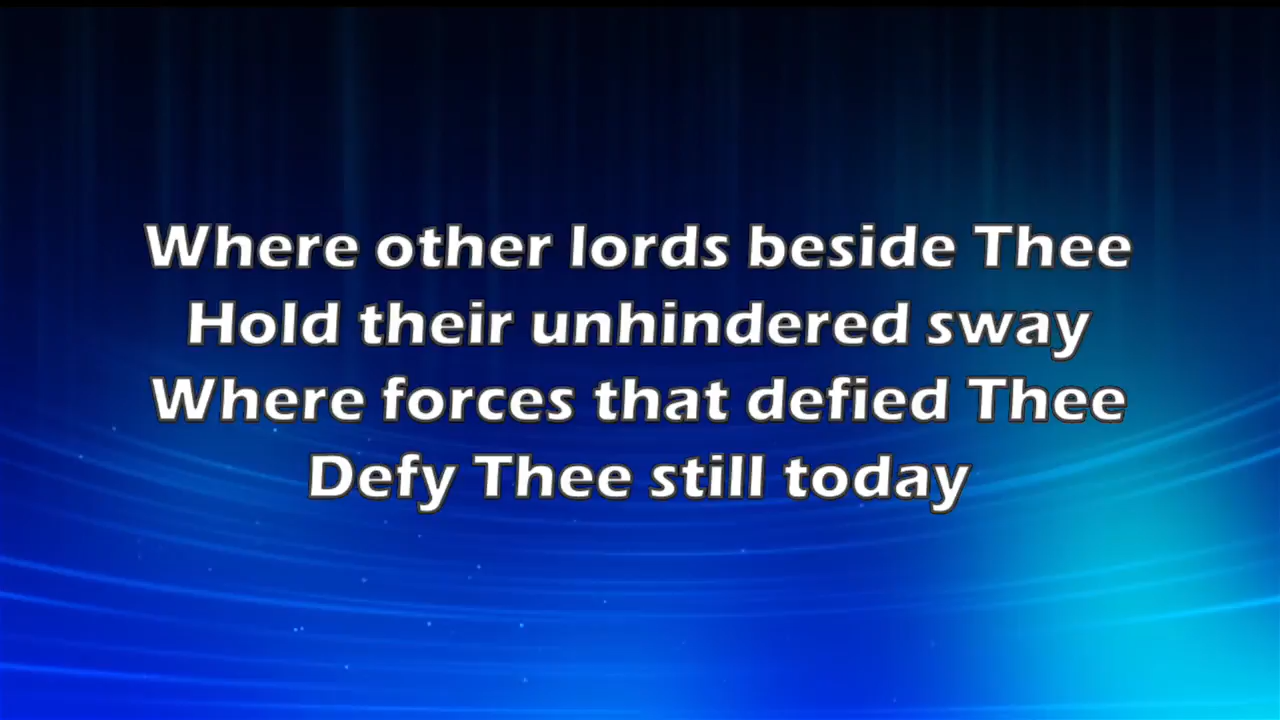 Where other lords beside Thee
Hold their unhindered sway
Where forces that defied Thee
Defy Thee still today